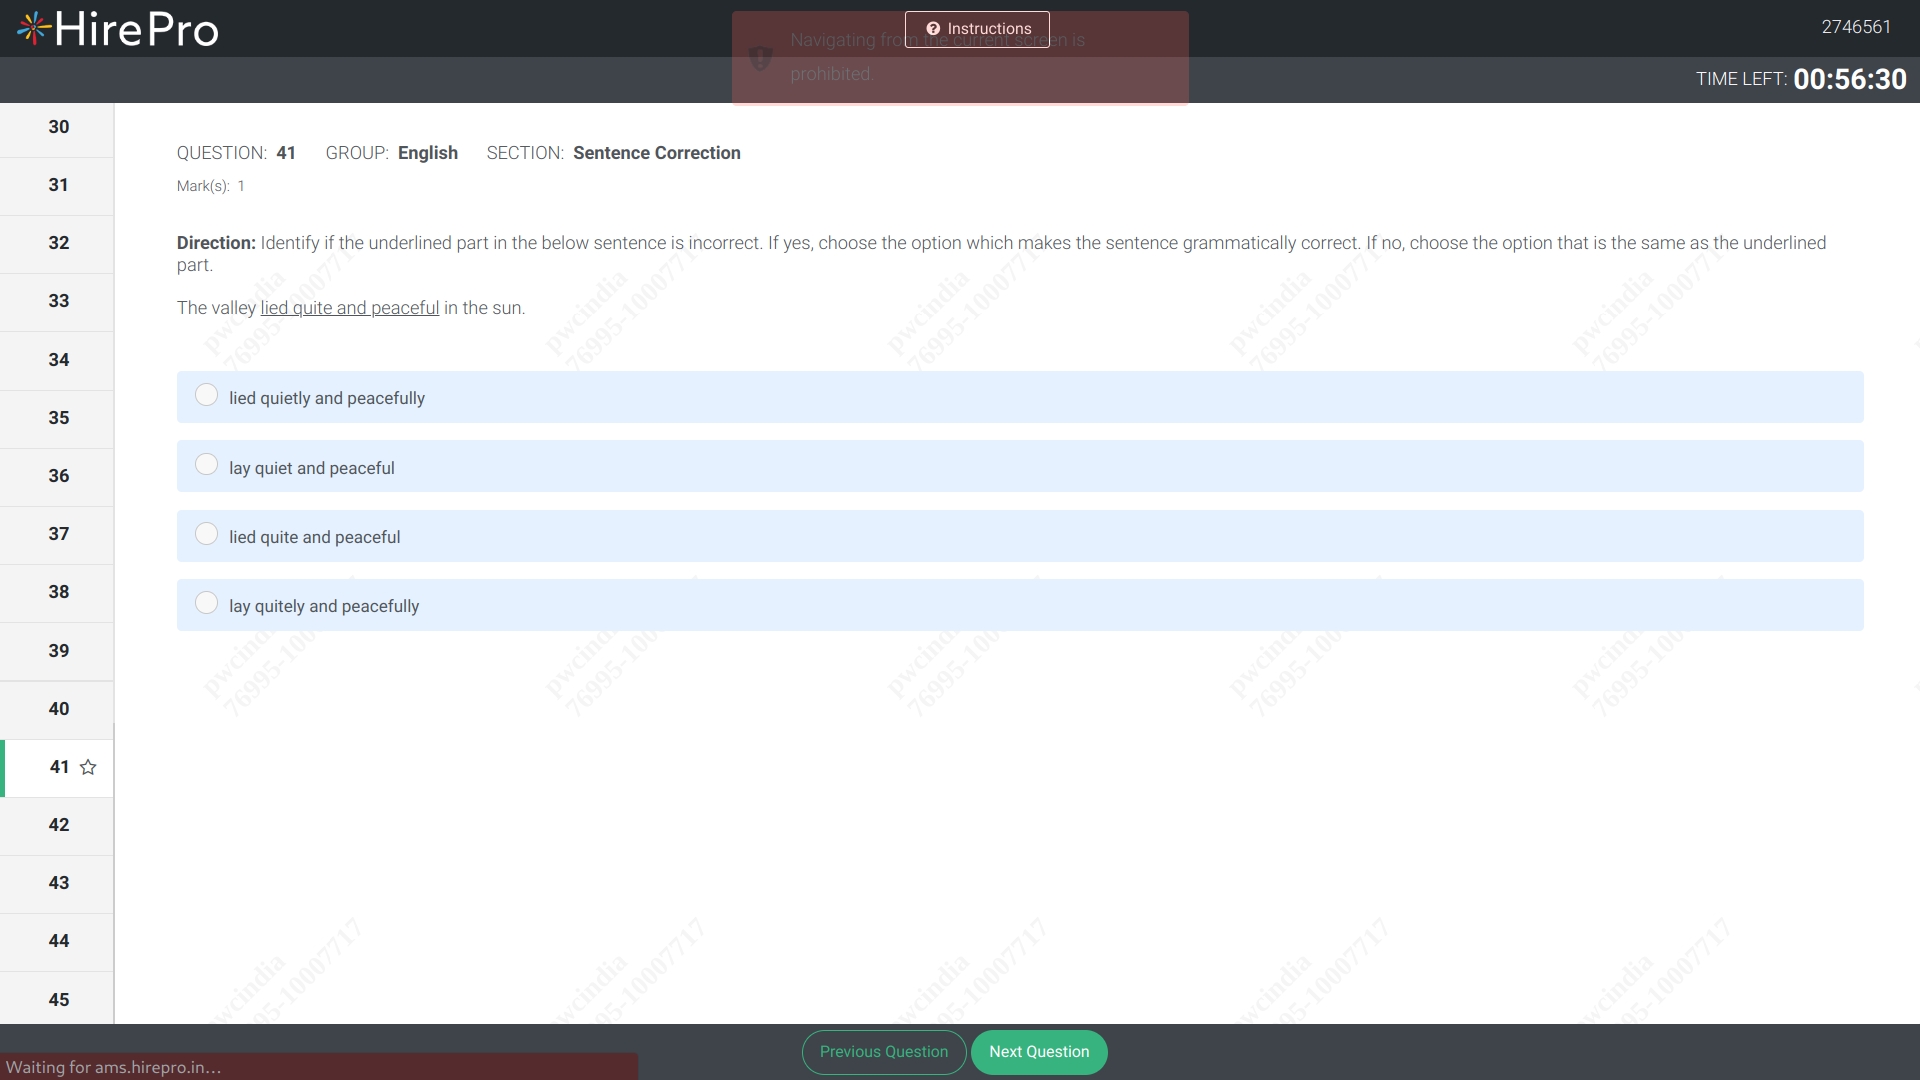 HirePro
Instructions
2746561
Navigating from the current screen is
prohibited.
TIME LEFT: 00:56:30
30
31
32
33
34
35
36
37
38
39
40
41
42
43
44
45
QUESTION: 41 GROUP: English SECTION: Sentence Correction
Mark(s): 1
Direction: Identify if the underlined part in the below sentence is incorrect. If yes, choose the option which makes the sentence grammatically correct. If no, choose the option that is the same as the underlined
part.
The valley lied quite and peaceful in the sun.
lied quietly and peacefully
lay quiet and peaceful
lied quite and peaceful
lay quitely and peacefully
pwcindia
76995-10007717
Previous Question
Next Question
Waiting for ams.hirepro.in...